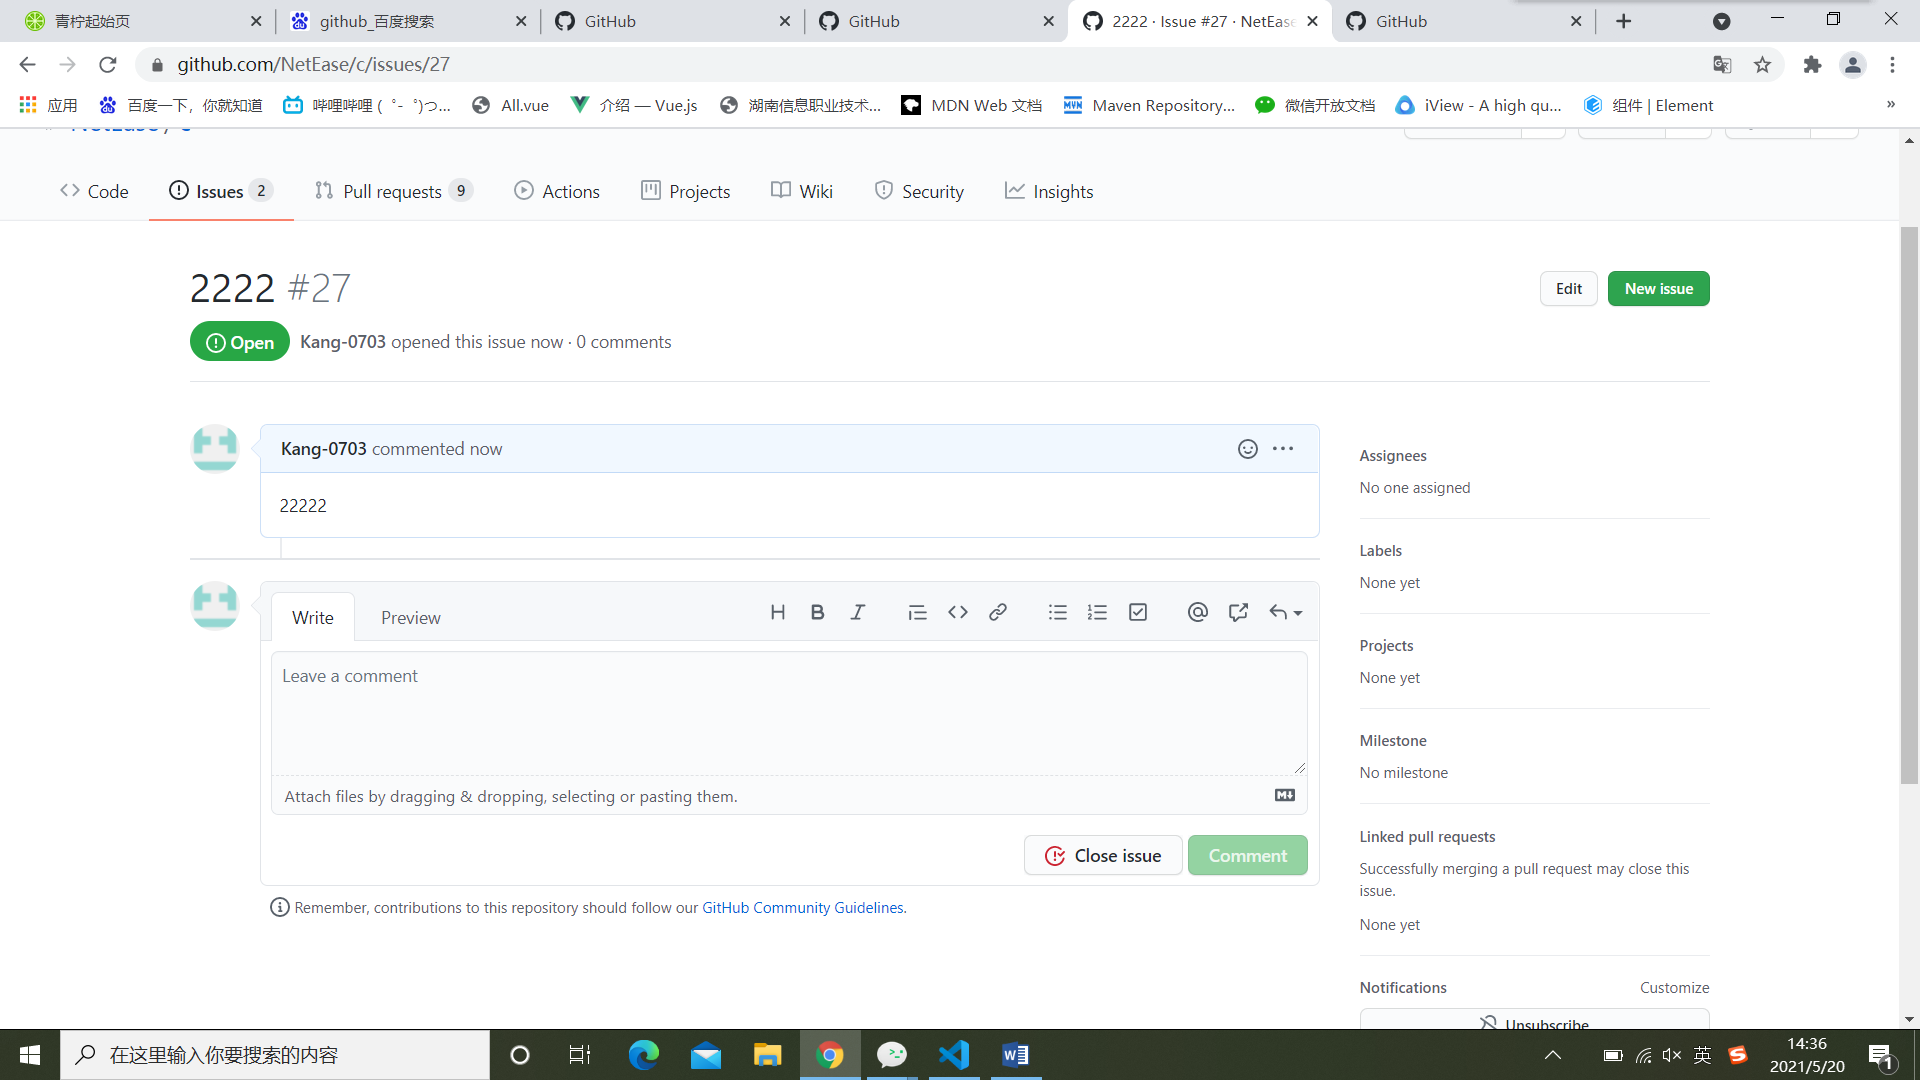 青柠起始页
github_百度搜索
GitHub
GitHub
2222 · Issue #27 · NetEase
GitHub
github.com/NetEase/c/issues/27
应用
百度一下，你就知道
哔哩哔哩 (゜-゜)つ...
All.vue
介绍 — Vue.js
湖南信息职业技术...
MDN Web 文档
Maven Repository...
微信开放文档
iView - A high qu...
组件 | Element
»
Code
Issues 2
Pull requests 9
Actions
Projects
Wiki
Security
Insights
2222 #27
Edit
New issue
Open
Kang-0703 opened this issue now · 0 comments
Kang-0703 commented now
22222
Write
Preview
Leave a comment
Attach files by dragging & dropping, selecting or pasting them.
Close issue
Comment
Remember, contributions to this repository should follow our GitHub Community Guidelines.
Assignees
No one assigned
Labels
None yet
Projects
None yet
Milestone
No milestone
Linked pull requests
Successfully merging a pull request may close this
issue.
None yet
Notifications
Customize
Unsubscribe
在这里输入你要搜索的内容
英
14:36
2021/5/20
1